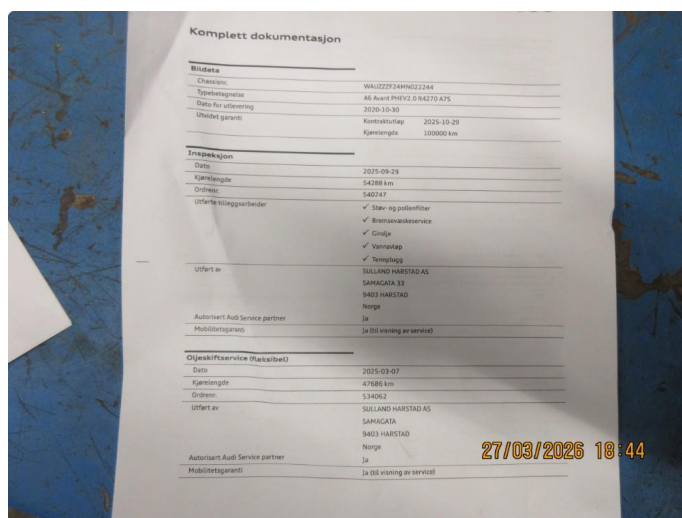 Komplett dokumentasjon
Bildata
Chassisnr. WAUZZZF24MN022244
Typebetegnelse A6 Avant PHEV2.0 R4270 A7S
Dato for utlevering 2020-10-30
Utvidet garanti Kontraktutløp 2025-10-29
Kjørelengde 100000 km
Inspeksjon
Dato 2025-09-29
Kjørelengde 54288 km
Ordrenr. 540747
Utførte tilleggsarbeider ✓ Støv- og pollenfilter
✓ Bremsevæskeservice
✓ Girolje
✓ Vannavløp
✓ Tennplugg
Utført av SULLAND HARSTAD AS
SAMAGATA 33
9403 HARSTAD
Norge
Autorisert Audi Service partner Ja
Mobilitetsgaranti Ja (til visning av service)
Oljeskiftservice (fleksibel)
Dato 2025-03-07
Kjørelengde 47686 km
Ordrenr. 534062
Utført av SULLAND HARSTAD AS
SAMAGATA
9403 HARSTAD
Norge
Autorisert Audi Service partner Ja
Mobilitetsgaranti Ja (til visning av service)
27/03/2026 18:44